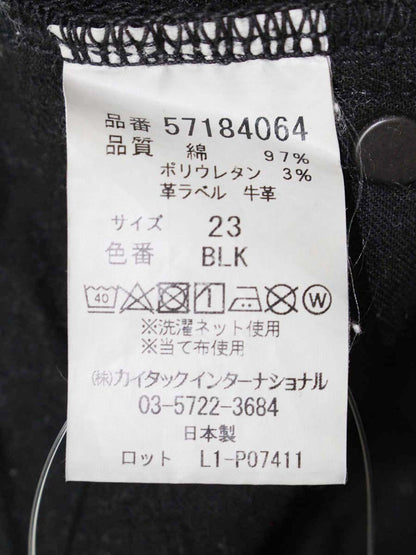 品番 57184064
品質 綿 97%
ポリウレタン 3%
革ラベル 牛革
サイズ 23
色番 BLK
40 W
※洗濯ネット使用
※当て布使用
㈱カイタックインターナショナル
03-5722-3684
日本製
ロット L1-P07411